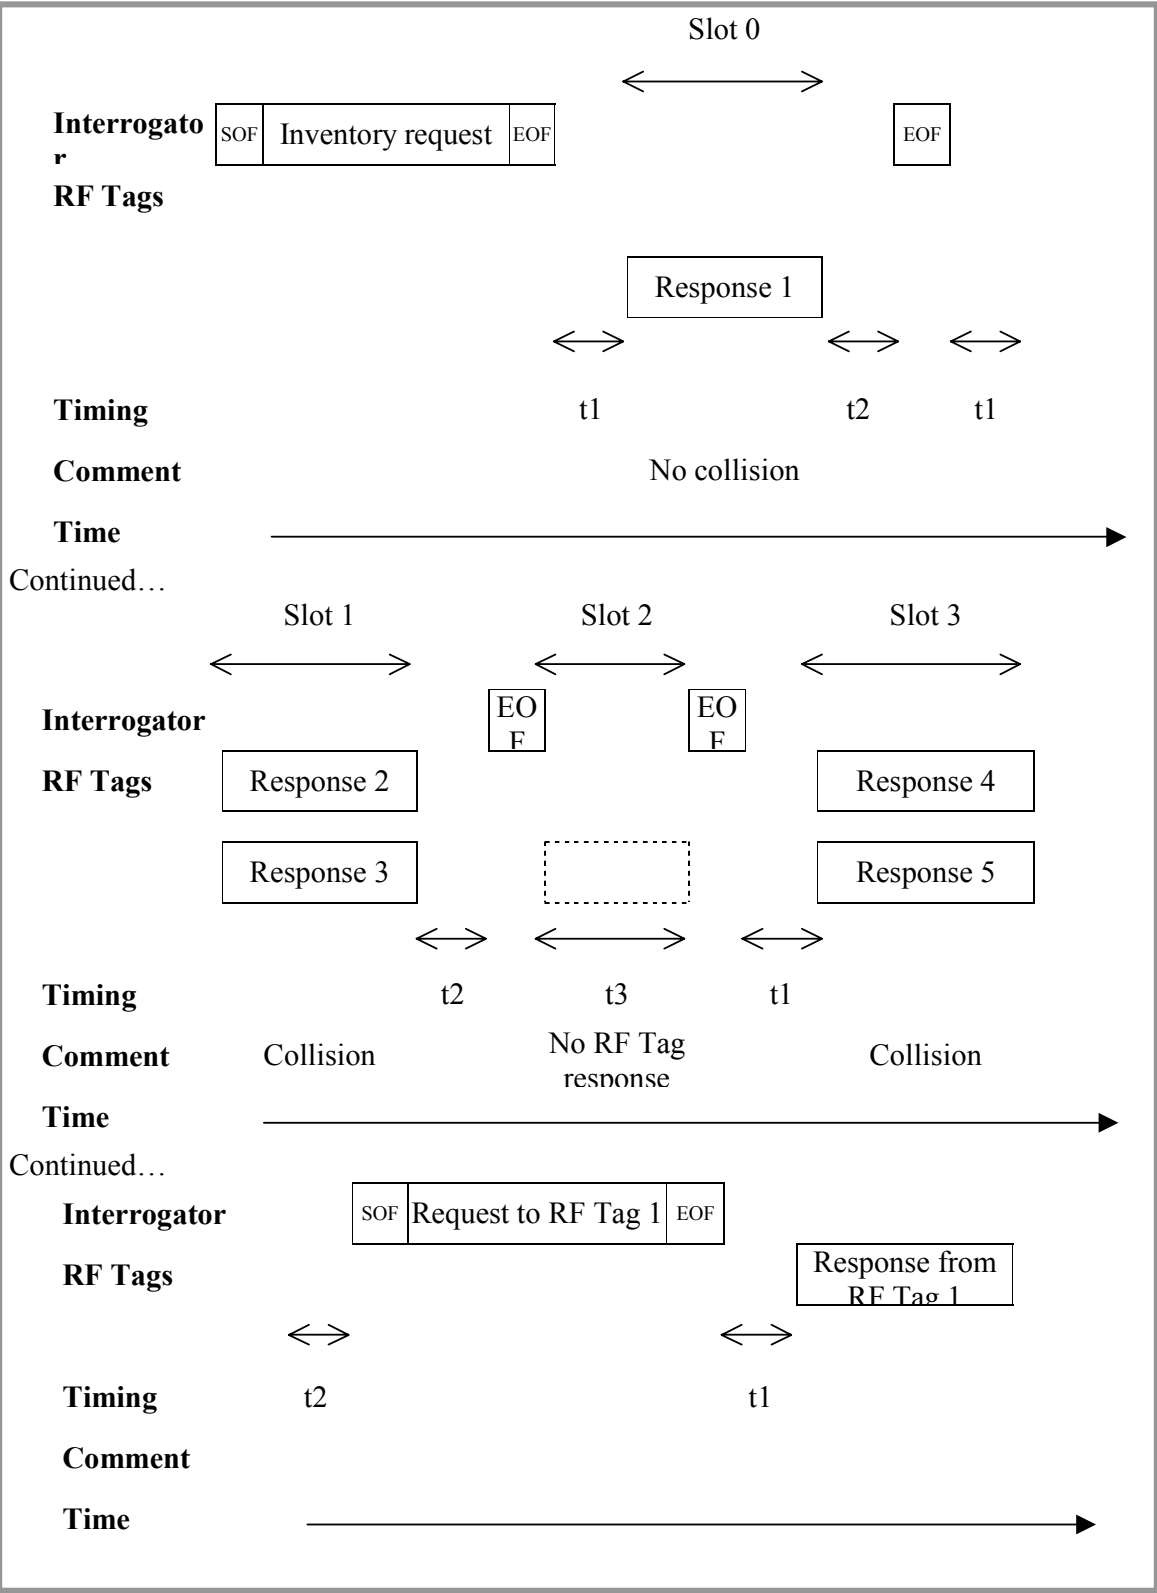 Slot 0
Interrogato
r
SOF Inventory request EOF EOF
RF Tags
Response 1
Timing t1 t2 t1
Comment No collision
Time
Continued…
Slot 1 Slot 2 Slot 3
Interrogator
EO
F
EO
F
RF Tags Response 2 Response 4
Response 3 Response 5
Timing t2 t3 t1
Comment Collision
No RF Tag
response
Collision
Time
Continued…
Interrogator SOF Request to RF Tag 1 EOF
RF Tags
Response from
RF Tag 1
Timing t2 t1
Comment
Time